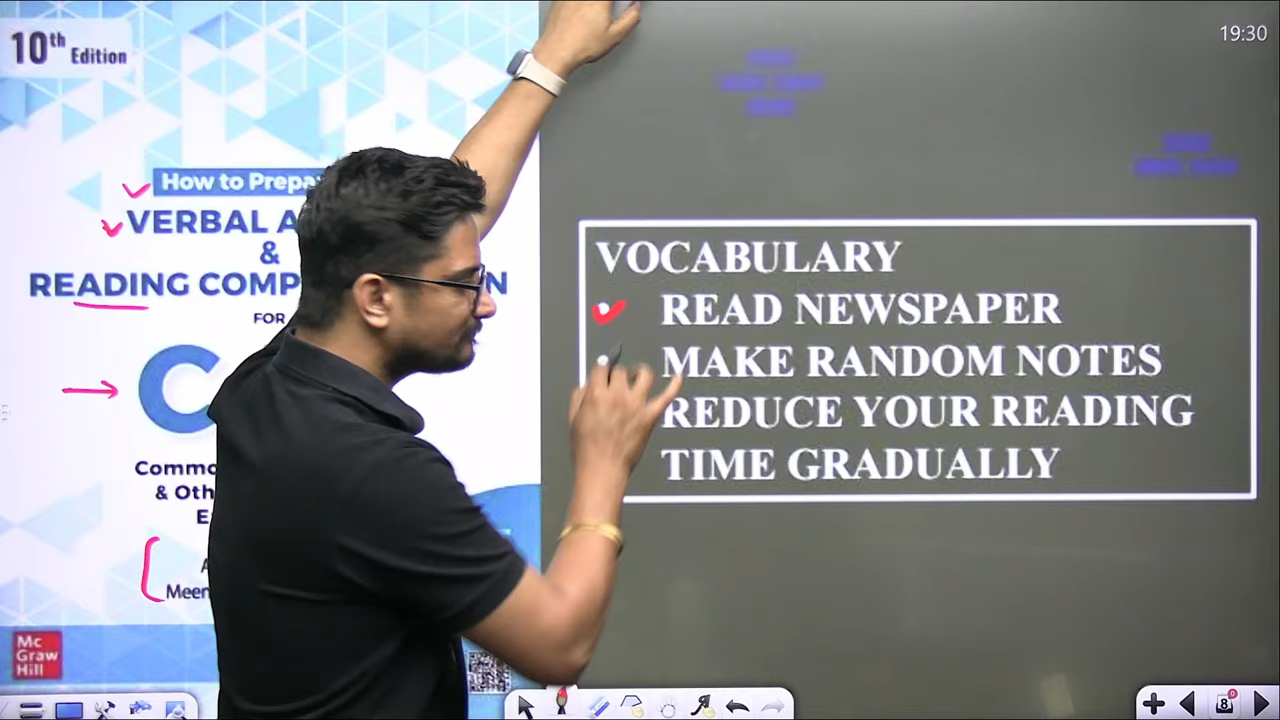 10th Edition
How to Prepa
VERBAL A
&
READING COMP N
FOR
C
Commo
& Oth
E
A
Meen
Mc
Graw
Hill
19:30
VOCABULARY
READ NEWSPAPER
MAKE RANDOM NOTES
REDUCE YOUR READING
TIME GRADUALLY
8